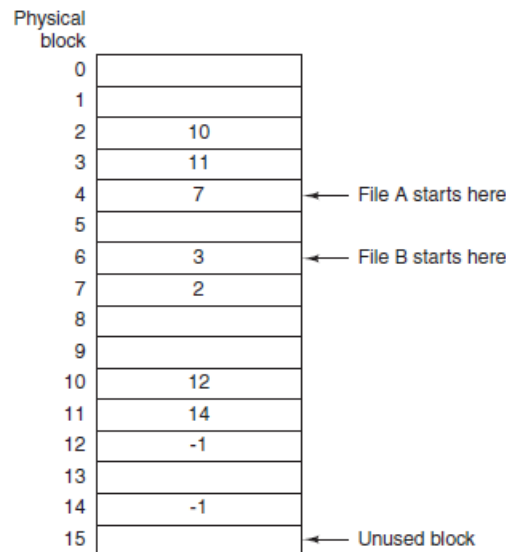 Physical
block
0
1
2 10
3 11
4 7 File A starts here
5
6 3 File B starts here
7 2
8
9
10 12
11 14
12 -1
13
14 -1
15 Unused block